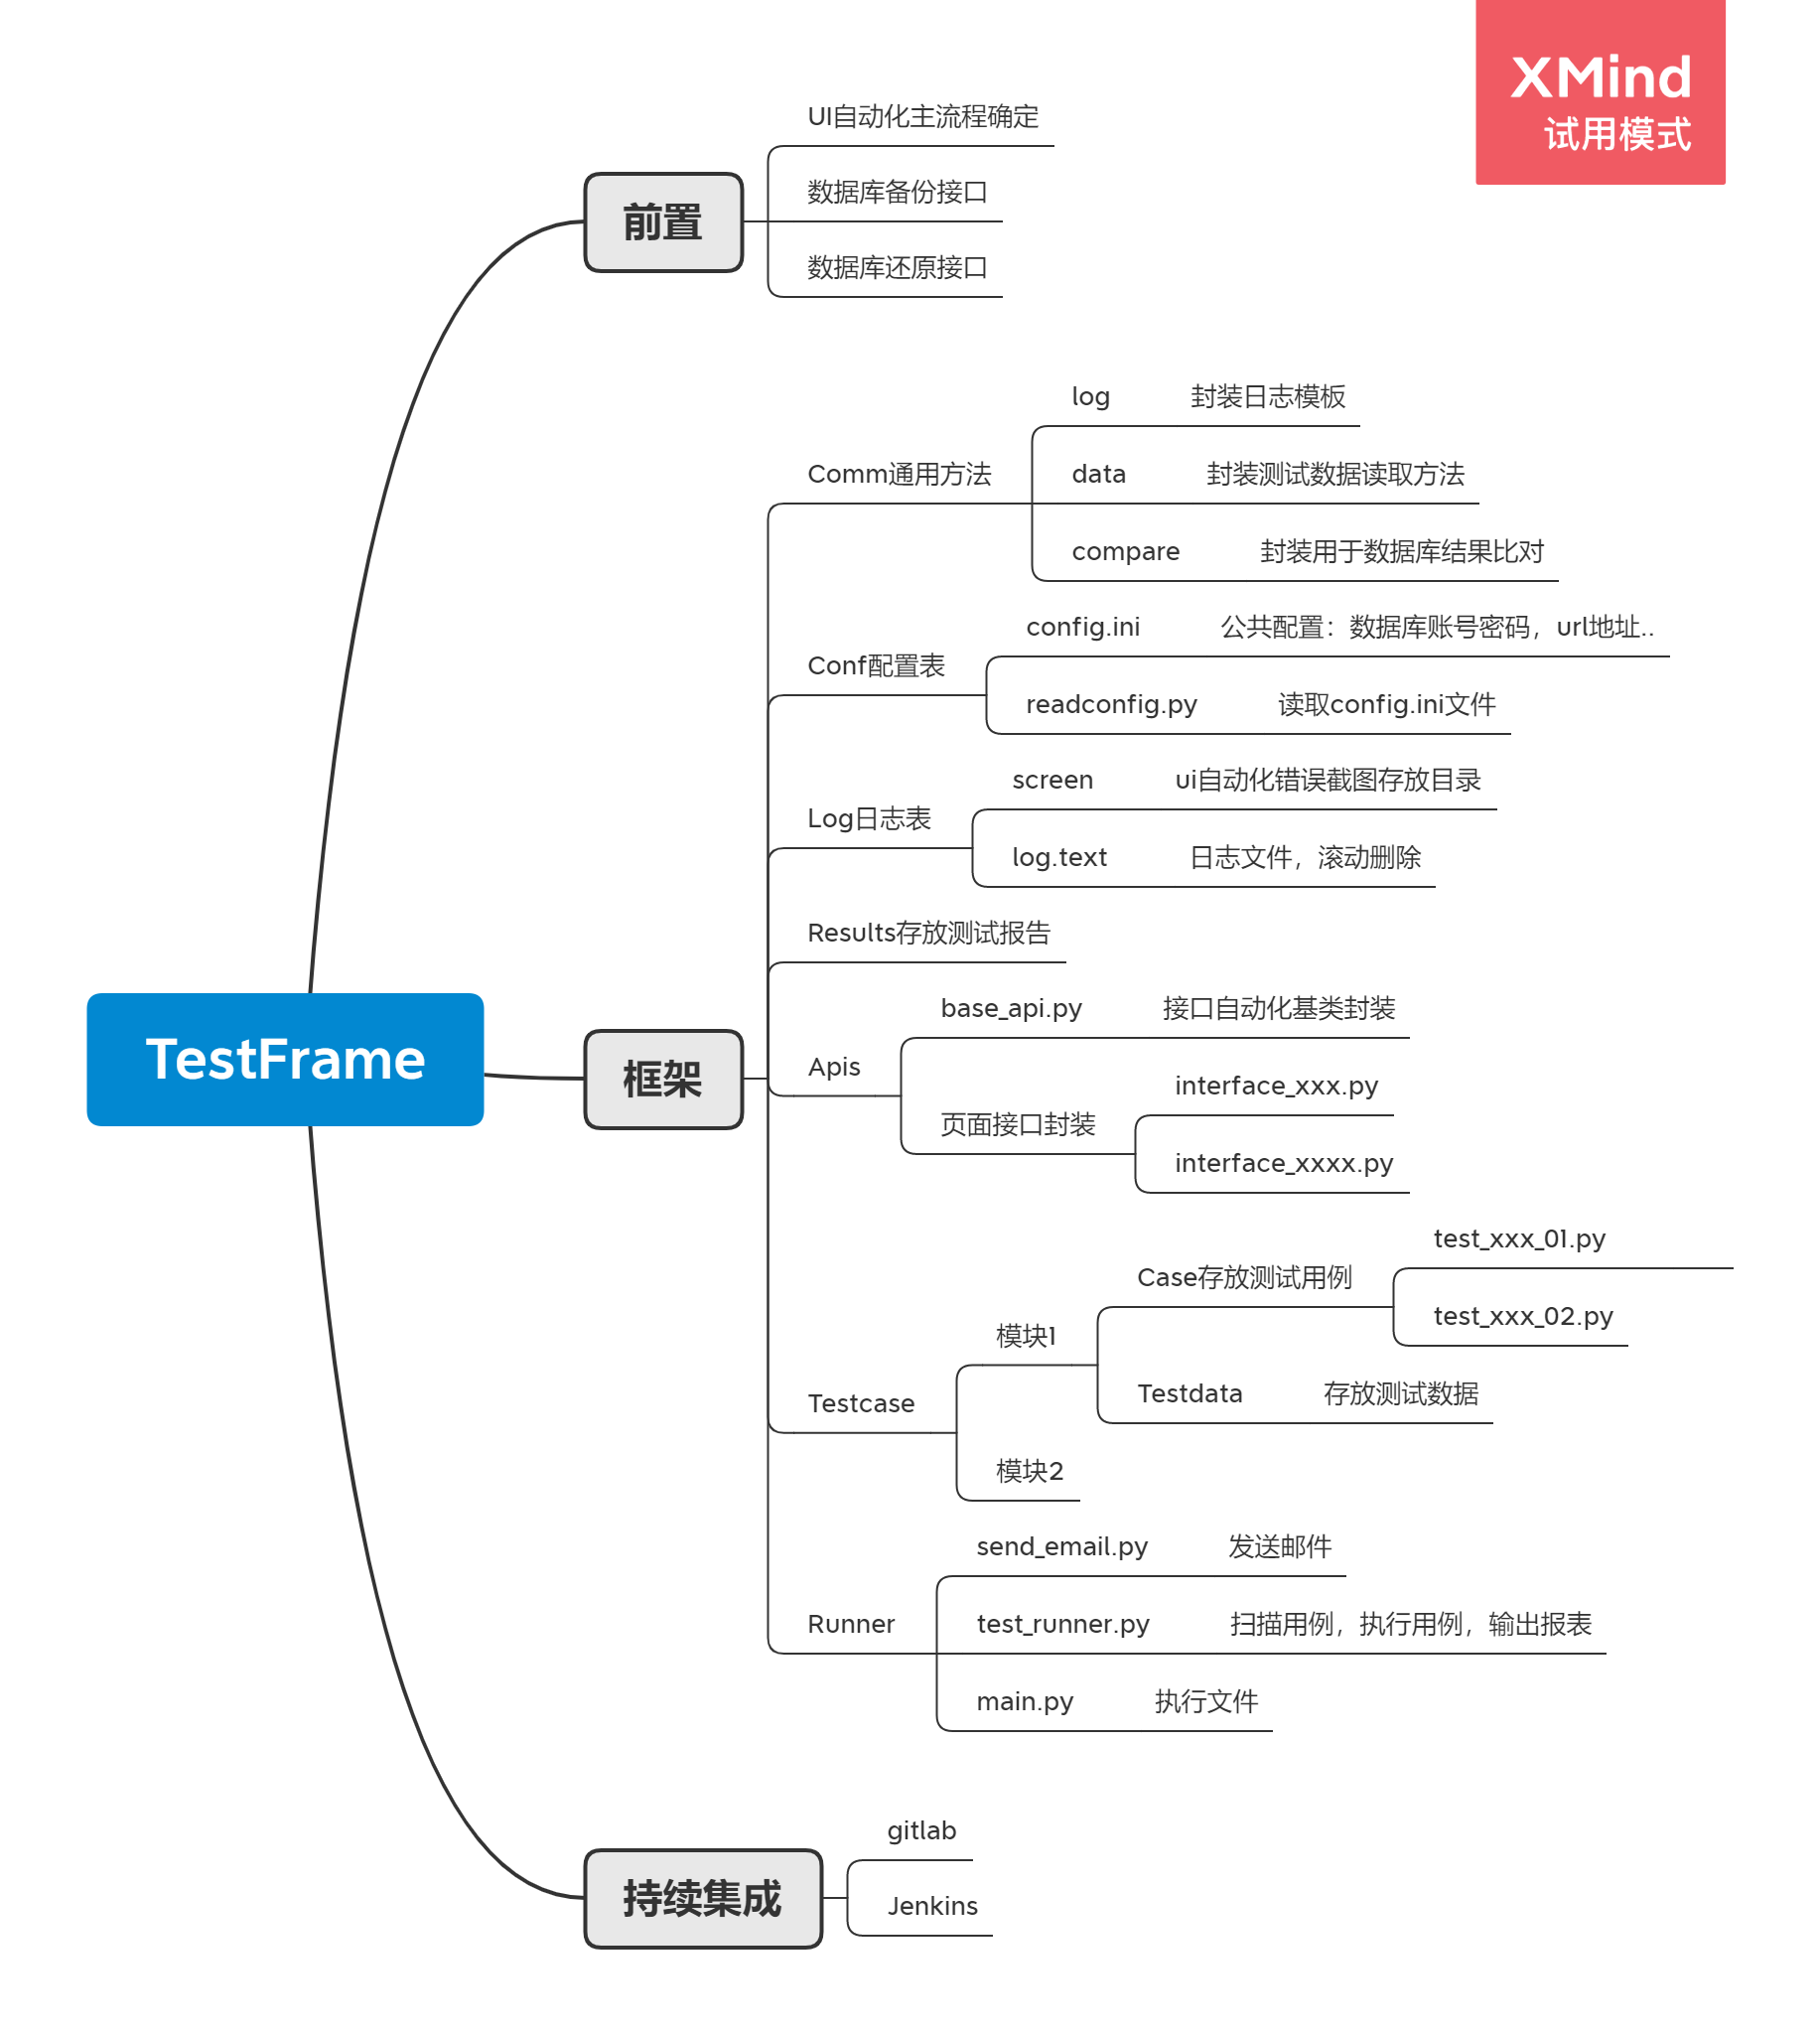 XMind
试用模式
UI自动化主流程确定
数据库备份接口
前置
数据库还原接口
log 封装日志模板
Comm通用方法
data 封装测试数据读取方法
compare 封装用于数据库结果比对
config.ini 公共配置：数据库账号密码，url地址..
Conf配置表
readconfig.py 读取config.ini文件
screen ui自动化错误截图存放目录
Log日志表
log.text 日志文件，滚动删除
Results存放测试报告
base_api.py 接口自动化基类封装
Apis
TestFrame
框架
interface_xxx.py
页面接口封装
interface_xxxx.py
test_xxx_01.py
Case存放测试用例
test_xxx_02.py
模块1
Testdata 存放测试数据
Testcase
模块2
send_email.py 发送邮件
Runner
test_runner.py 扫描用例，执行用例，输出报表
main.py 执行文件
gitlab
持续集成
Jenkins